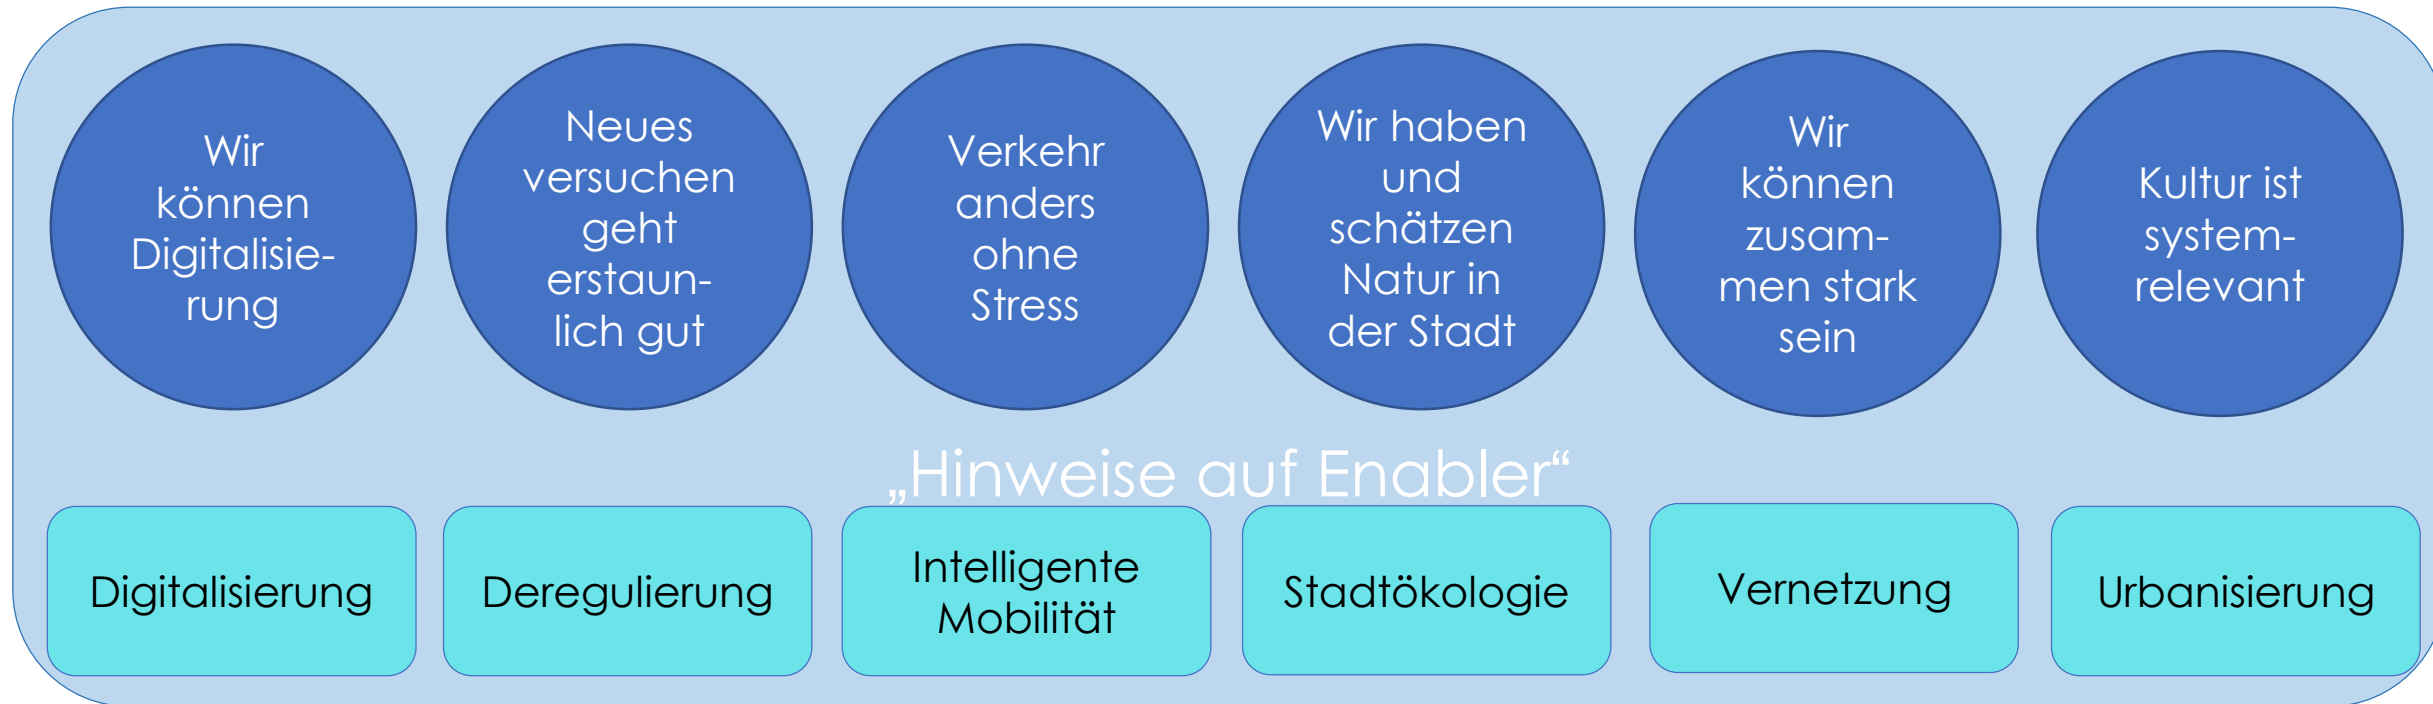 Wir
können
Digitalisie-
rung
Neues
versuchen
geht
erstaun-
lich gut
Verkehr
anders
ohne
Stress
Wir haben
und
schätzen
Natur in
der Stadt
Wir
können
zusam-
men stark
sein
Kultur ist
system-
relevant
„Hinweise auf Enabler“
Digitalisierung
Deregulierung
Intelligente
Mobilität
Stadtökologie
Vernetzung
Urbanisierung